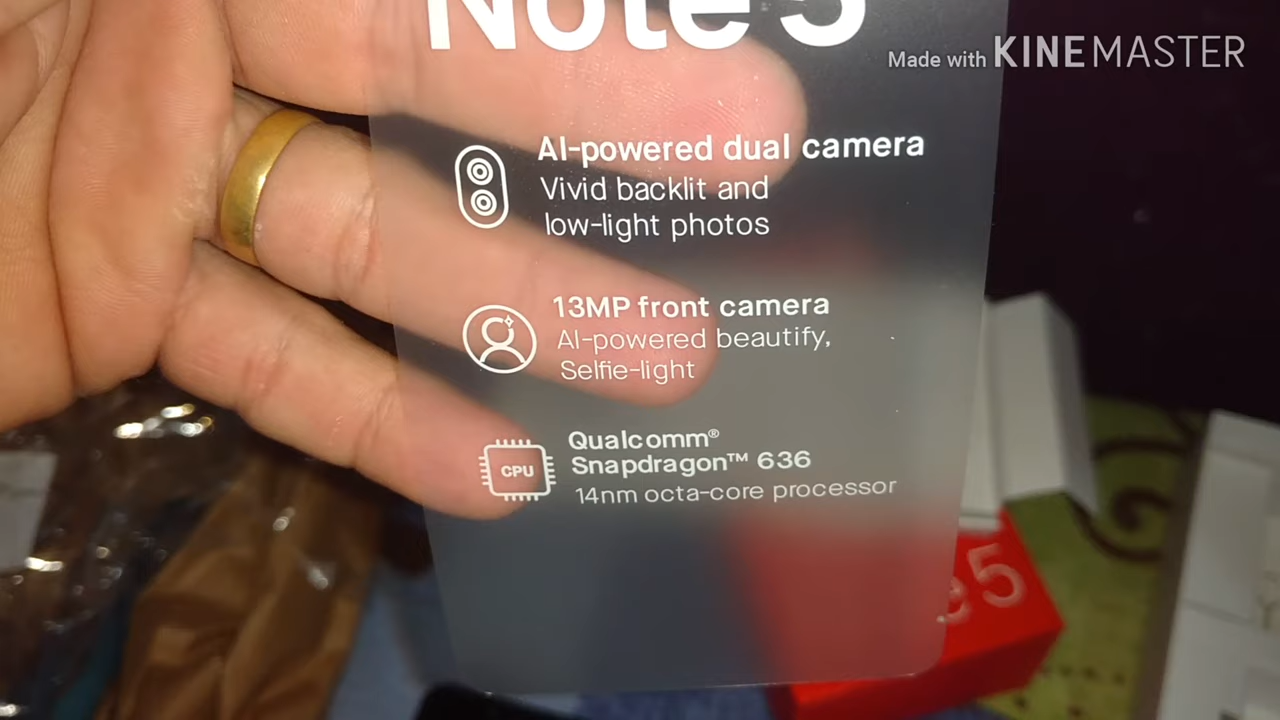 Note 5
Made with KINEMASTER
AI-powered dual camera
Vivid backlit and
low-light photos
13MP front camera
AI-powered beautify,
Selfie-light
Qualcomm®
Snapdragon™ 636
14nm octa-core processor
CPU
e5